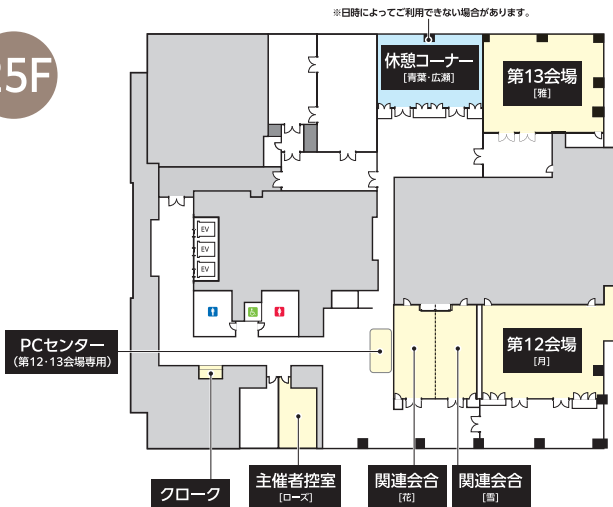 ※日時によってご利用できない場合があります。
5F
休憩コーナー
[青葉・広瀬]
第13会場
[雅]
EV
EV
EV
PCセンター
(第12・13会場専用)
第12会場
[月]
クローク
主催者控室
[ローズ]
関連会合
[花]
関連会合
[雪]